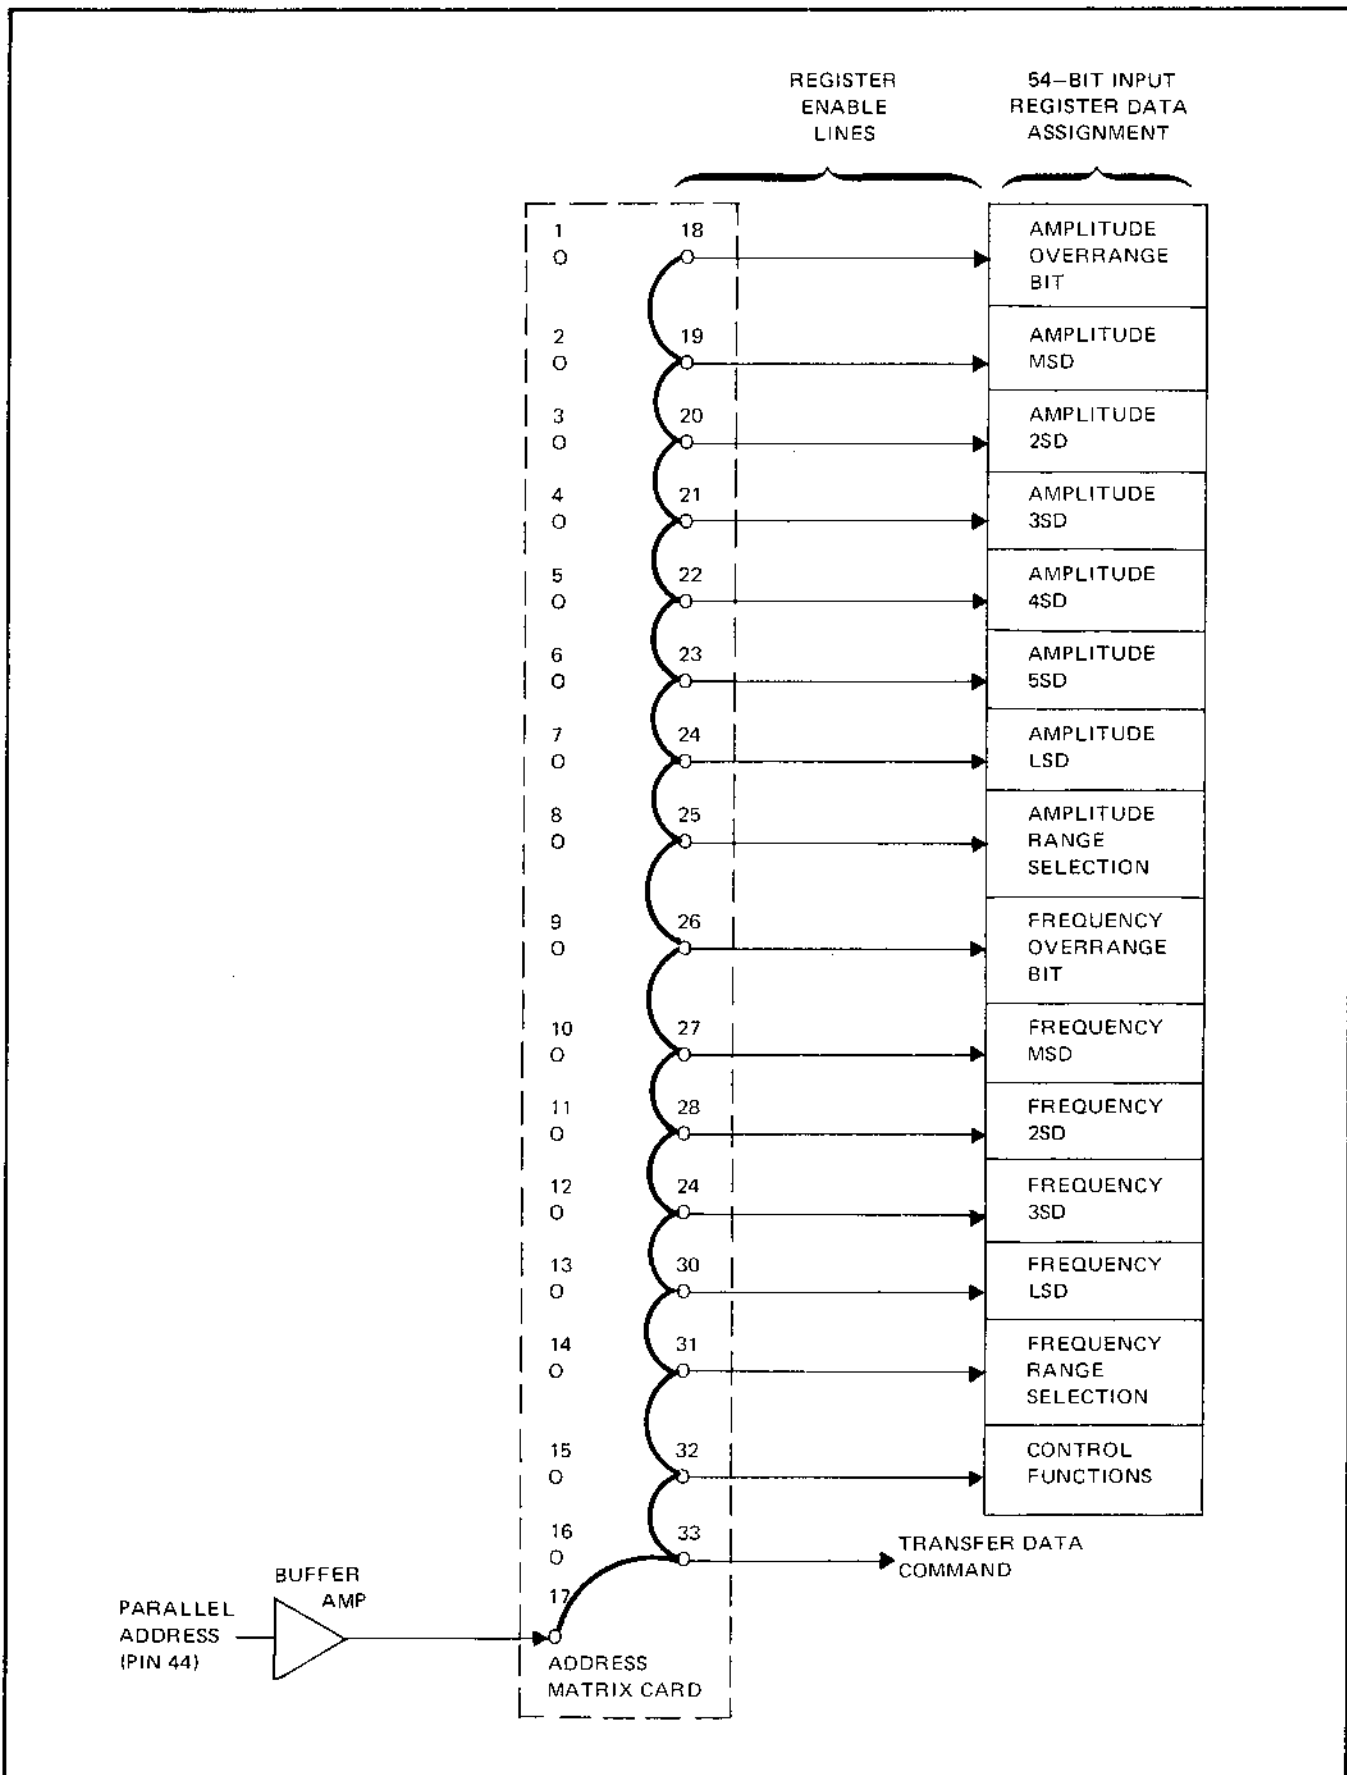 REGISTER
ENABLE
LINES
54-BIT INPUT
REGISTER DATA
ASSIGNMENT
1
18
AMPLITUDE
OVERRANGE
BIT
2
19
AMPLITUDE
MSD
3
20
AMPLITUDE
2SD
4
21
AMPLITUDE
3SD
5
22
AMPLITUDE
4SD
6
23
AMPLITUDE
5SD
7
24
AMPLITUDE
LSD
8
25
AMPLITUDE
RANGE
SELECTION
9
26
FREQUENCY
OVERRANGE
BIT
10
27
FREQUENCY
MSD
11
28
FREQUENCY
2SD
12
24
FREQUENCY
3SD
13
30
FREQUENCY
LSD
14
31
FREQUENCY
RANGE
SELECTION
15
32
CONTROL
FUNCTIONS
16
33
TRANSFER DATA
COMMAND
17
BUFFER
AMP
PARALLEL
ADDRESS
(PIN 44)
ADDRESS
MATRIX CARD